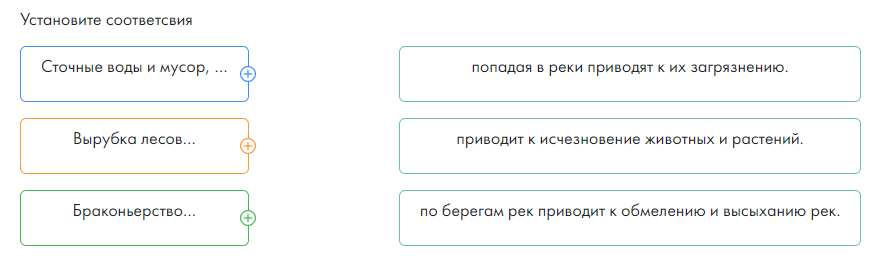 Установите соответсвия
Сточные воды и мусор, ...
попадая в реки приводят к их загрязнению.
Вырубка лесов...
приводит к исчезновение животных и растений.
Браконьерство...
по берегам рек приводит к обмелению и высыханию рек.